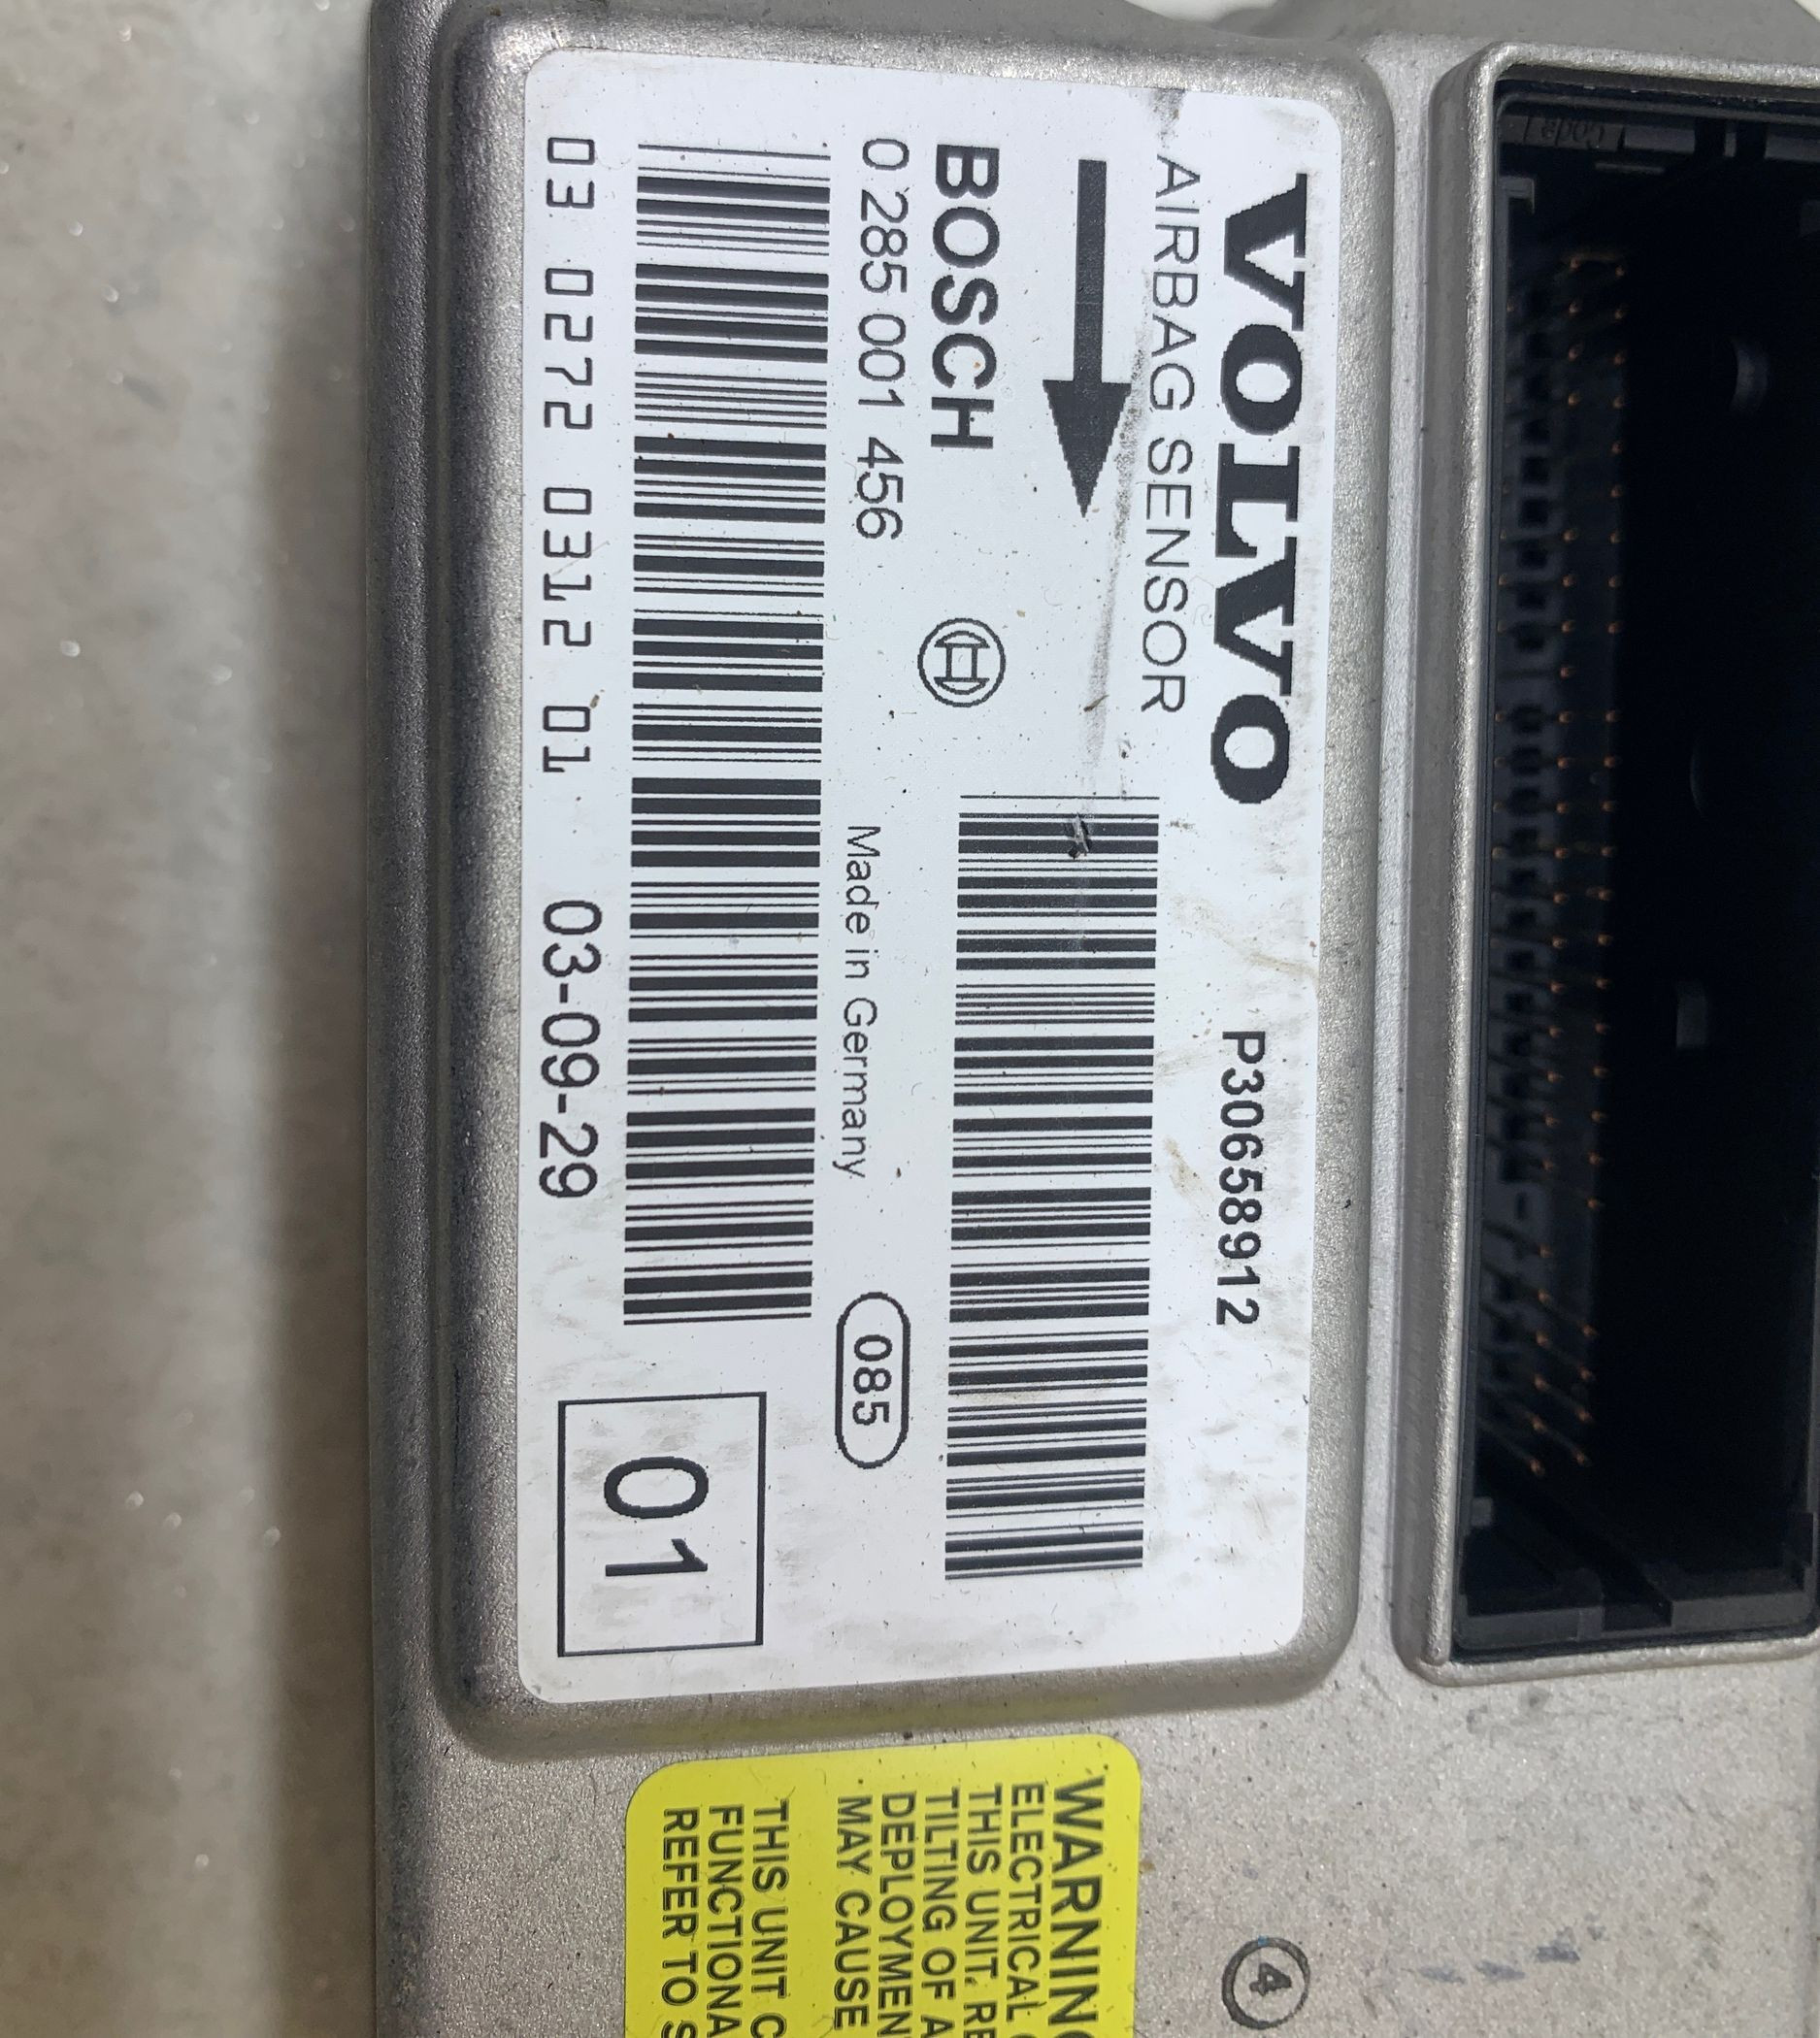 VOLVO
P30658912
AIRBAG SENSOR
BOSCH
0 285 001 456
Made in Germany
085
03 0272 0312 01
03-09-29
01
WARNING
ELECTRICAL
THIS UNIT. RE
TILTING OF A
DEPLOYMEN
MAY CAUSE
THIS UNIT C
FUNCTIONA
REFER TO S
4